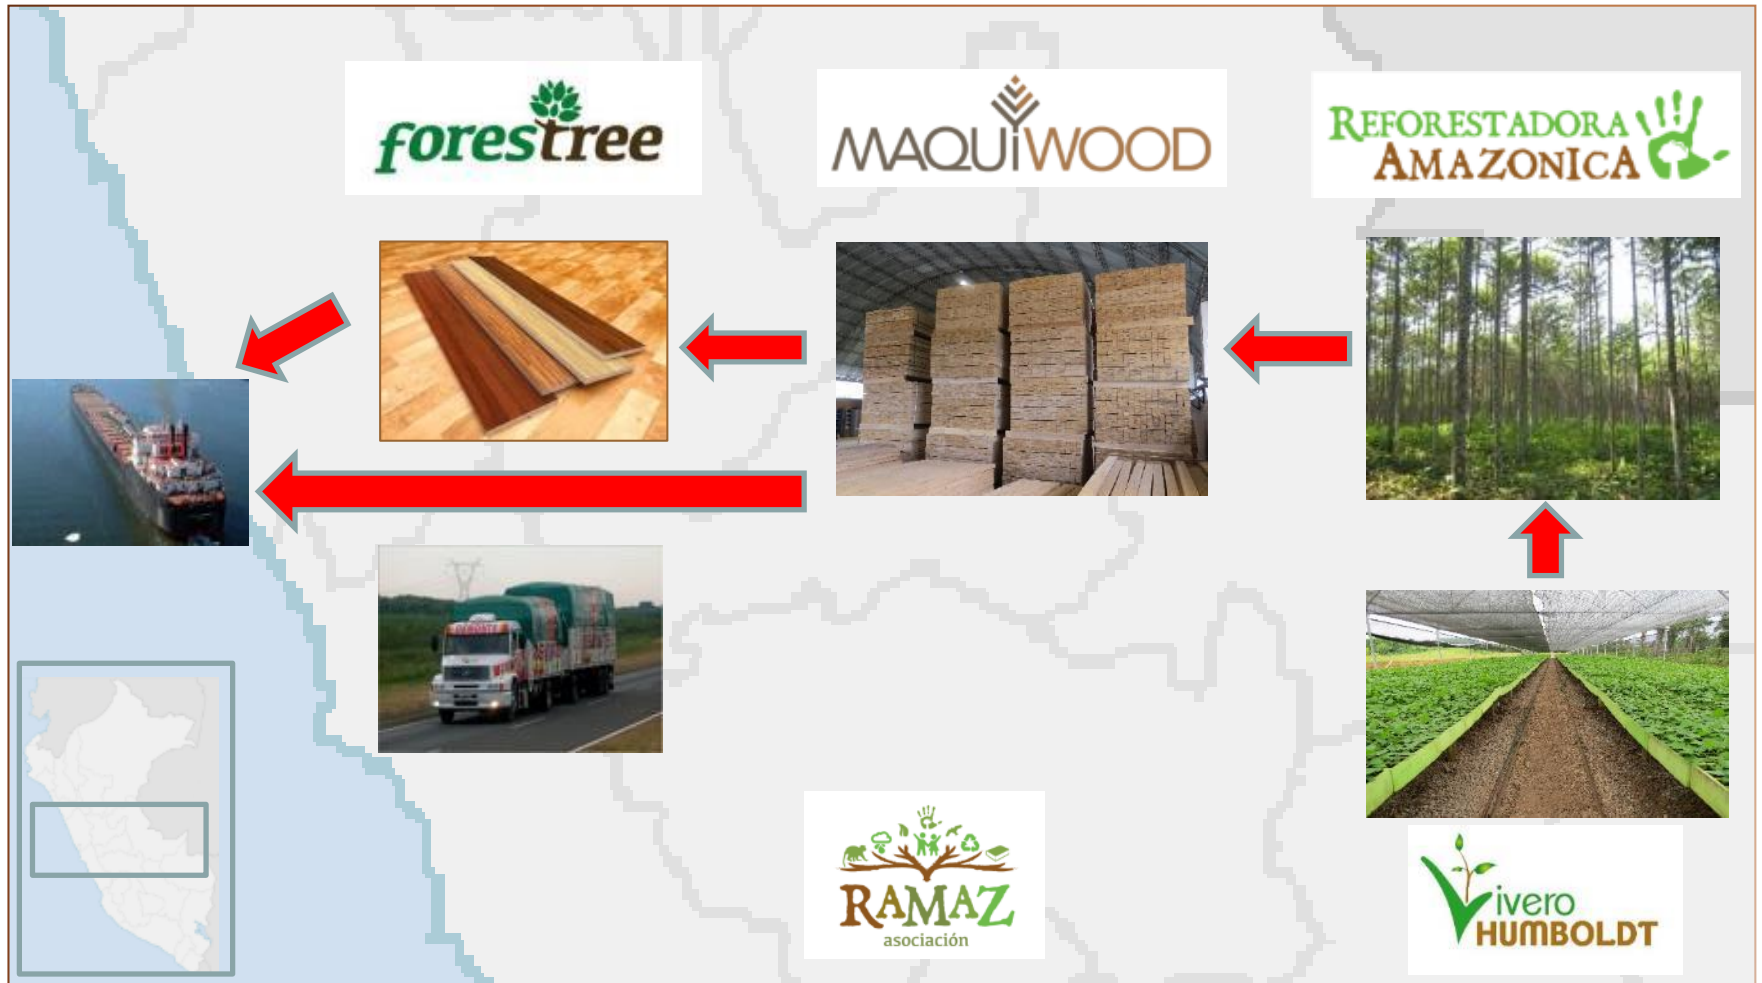 forestree
MAQUIWOOD
REFORESTADORA
AMAZONICA
RAMAZ
asociación
Vivero
HUMBOLDT